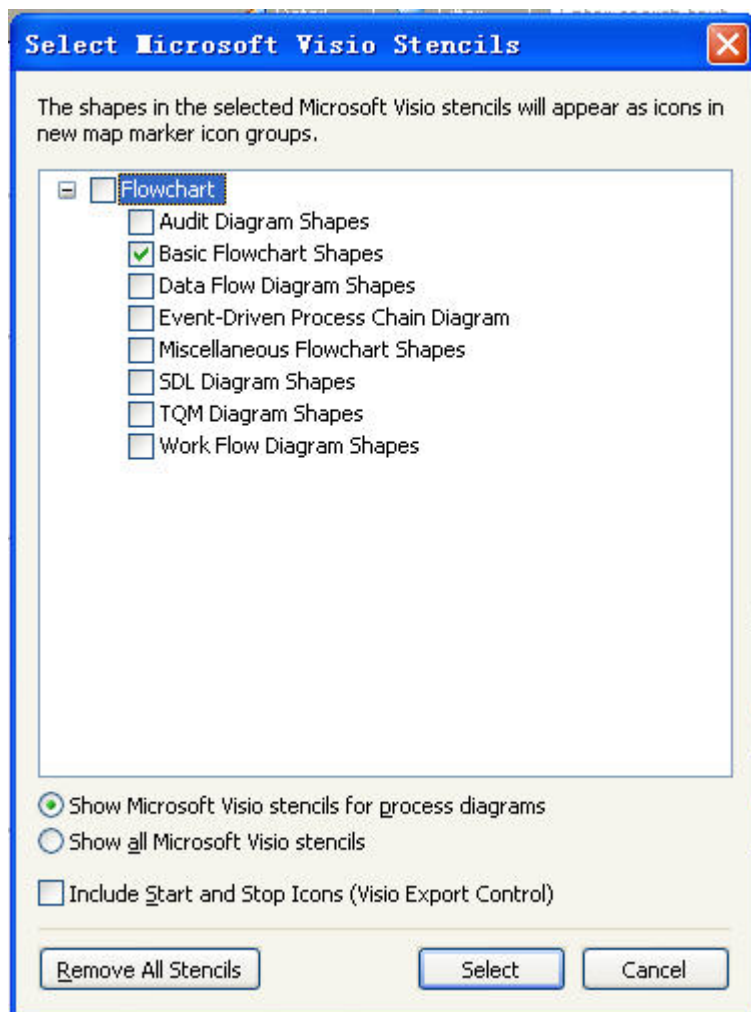 Select Microsoft Visio Stencils
The shapes in the selected Microsoft Visio stencils will appear as icons in
new map marker icon groups.
Flowchart
Audit Diagram Shapes
Basic Flowchart Shapes
Data Flow Diagram Shapes
Event-Driven Process Chain Diagram
Miscellaneous Flowchart Shapes
SDL Diagram Shapes
TQM Diagram Shapes
Work Flow Diagram Shapes
Show Microsoft Visio stencils for process diagrams
Show all Microsoft Visio stencils
Include Start and Stop Icons (Visio Export Control)
Remove All Stencils Select Cancel